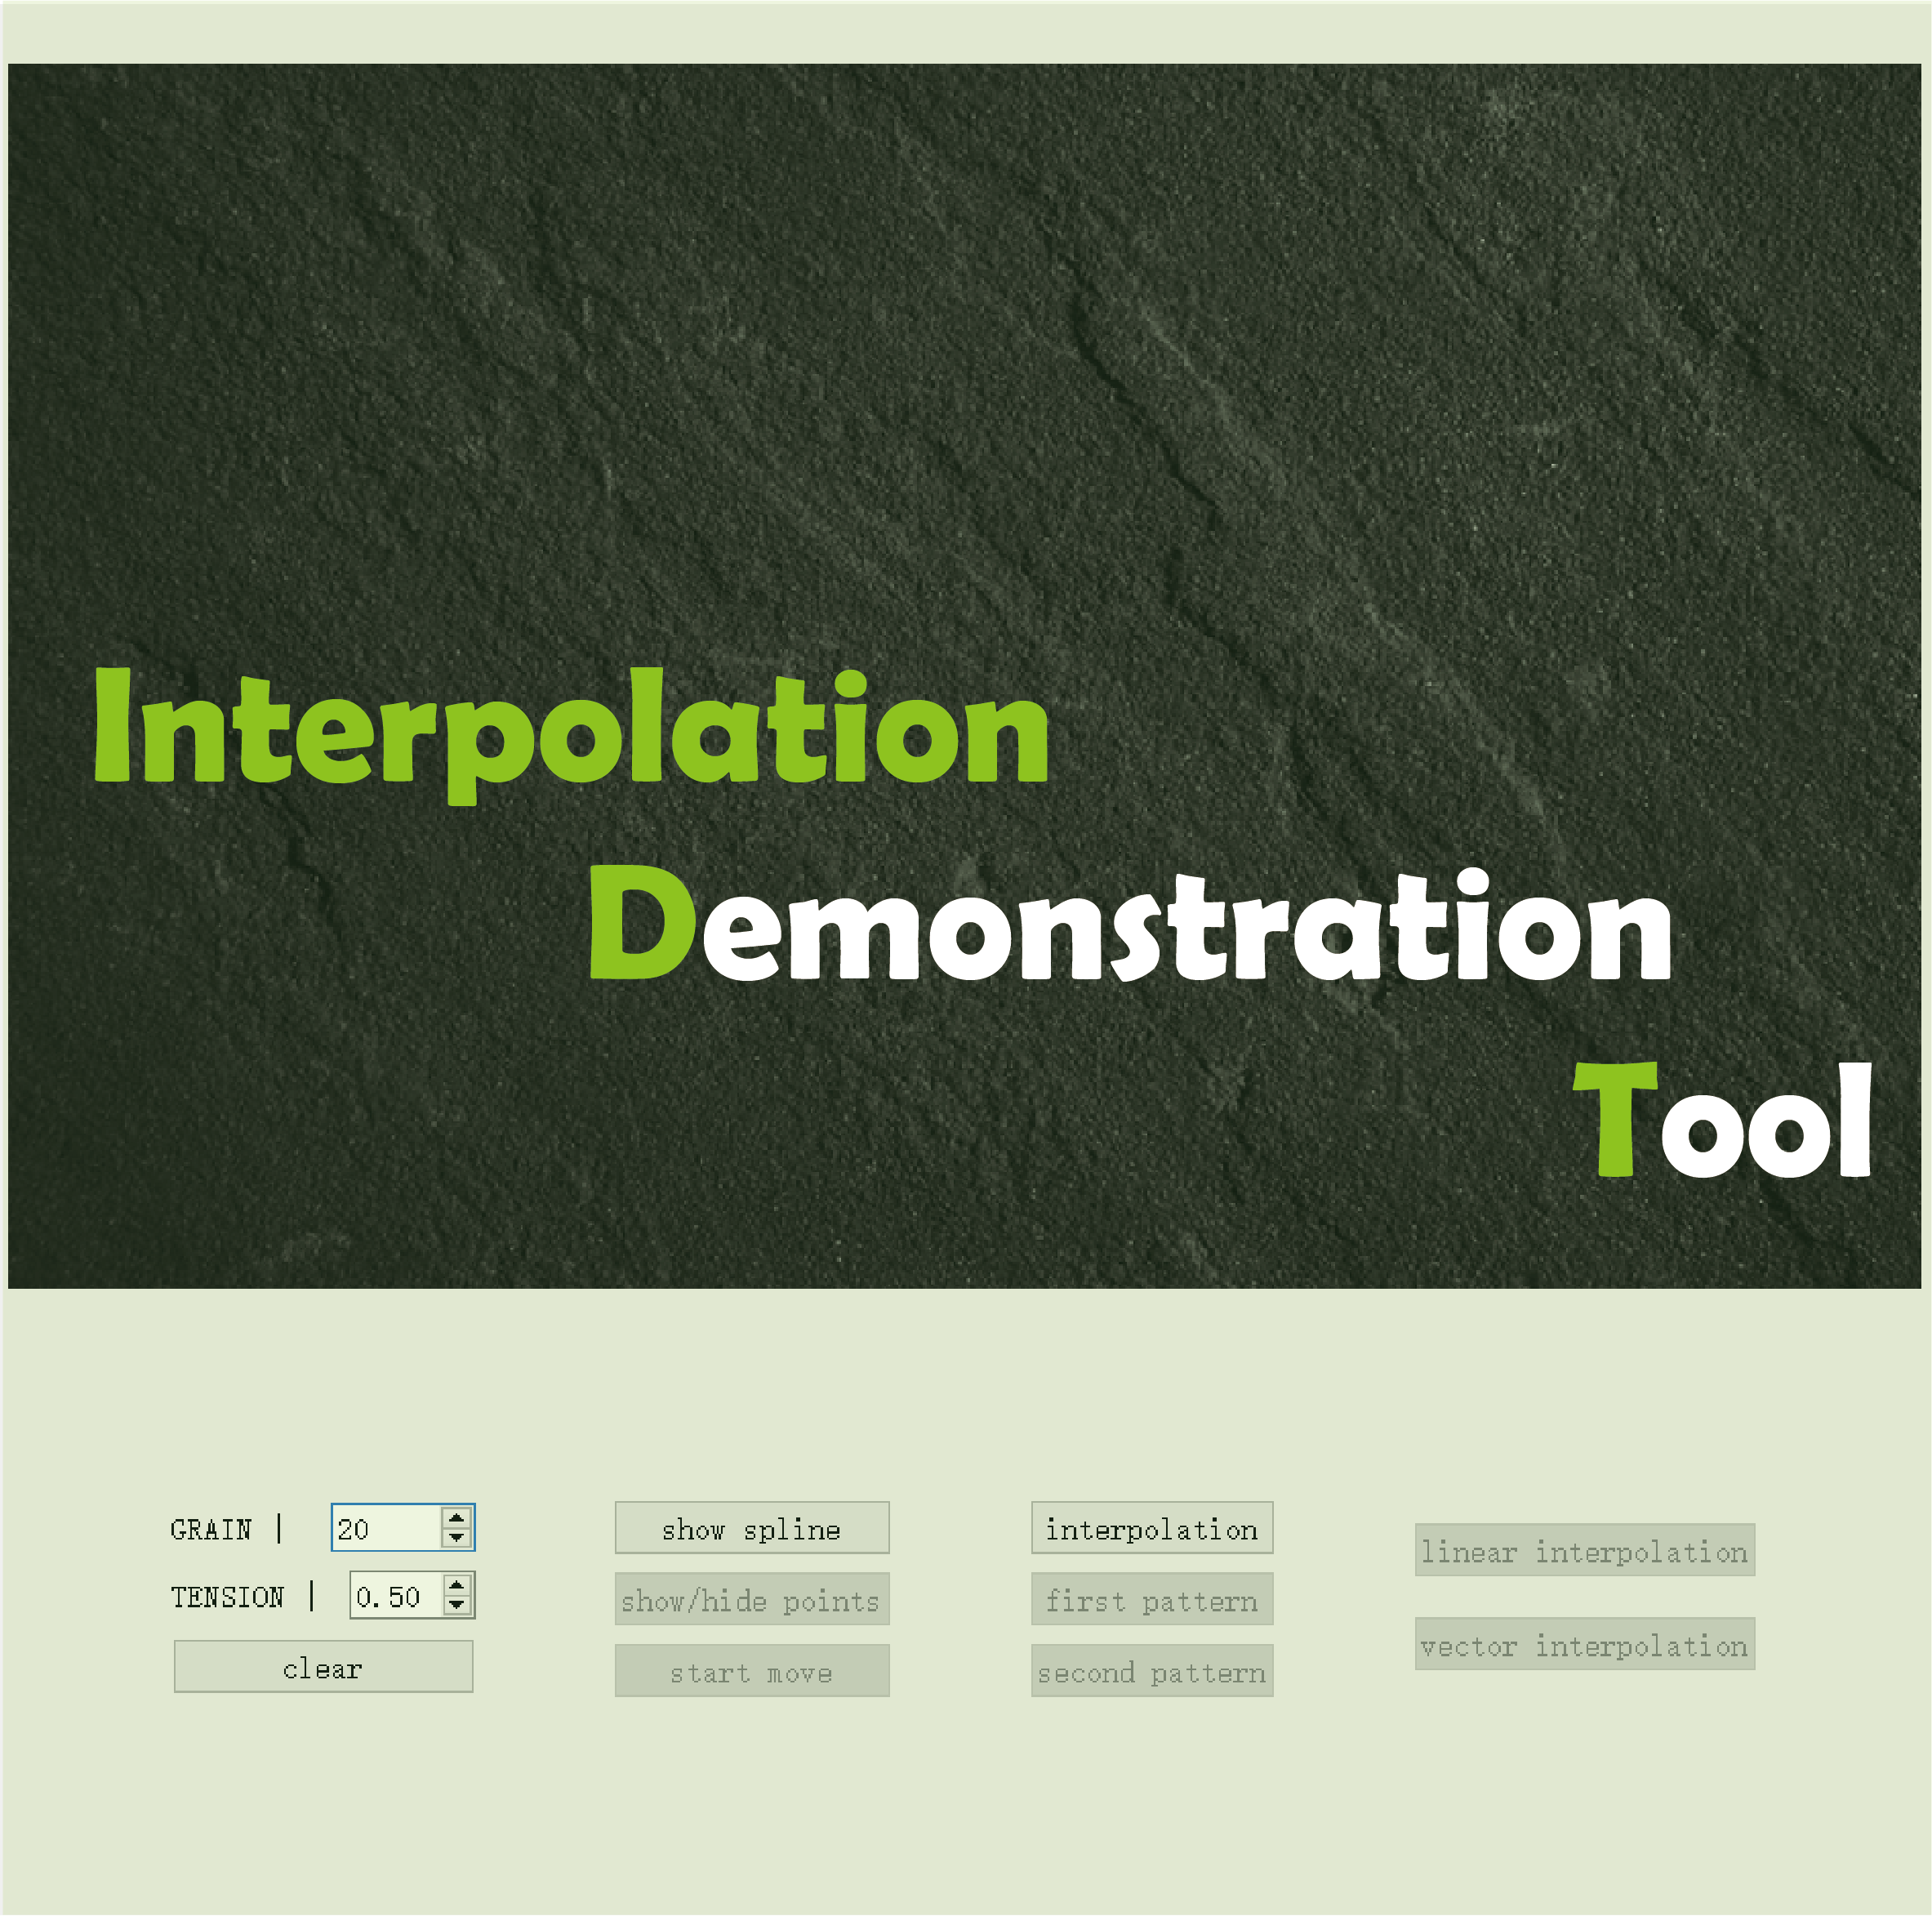 Interpolation
Demonstration
Tool
GRAIN | 20
TENSION | 0.50
clear
show spline
show/hide points
start move
interpolation
first pattern
second pattern
linear interpolation
vector interpolation